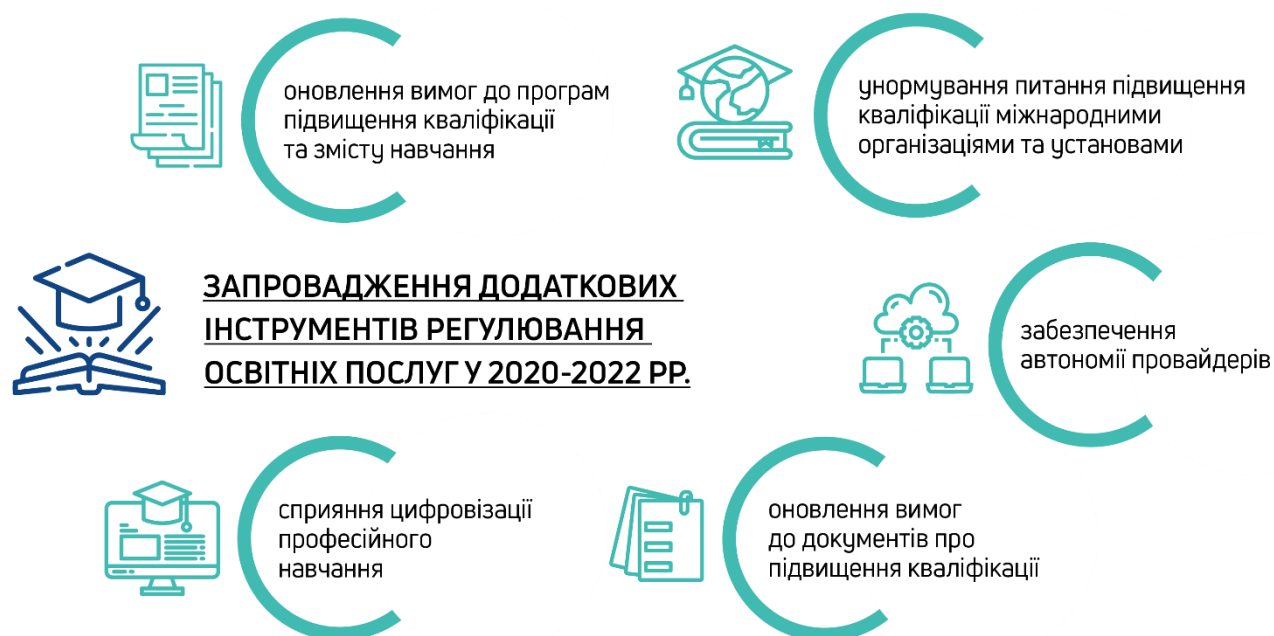 оновлення вимог до програм
підвищення кваліфікації
та змісту навчання
унормування питання підвищення
кваліфікації міжнародними
організаціями та установами
ЗАПРОВАДЖЕННЯ ДОДАТКОВИХ
ІНСТРУМЕНТІВ РЕГУЛЮВАННЯ
ОСВІТНІХ ПОСЛУГ У 2020-2022 РР.
забезпечення
автономії провайдерів
сприяння цифровізації
професійного
навчання
оновлення вимог
до документів про
підвищення кваліфікації